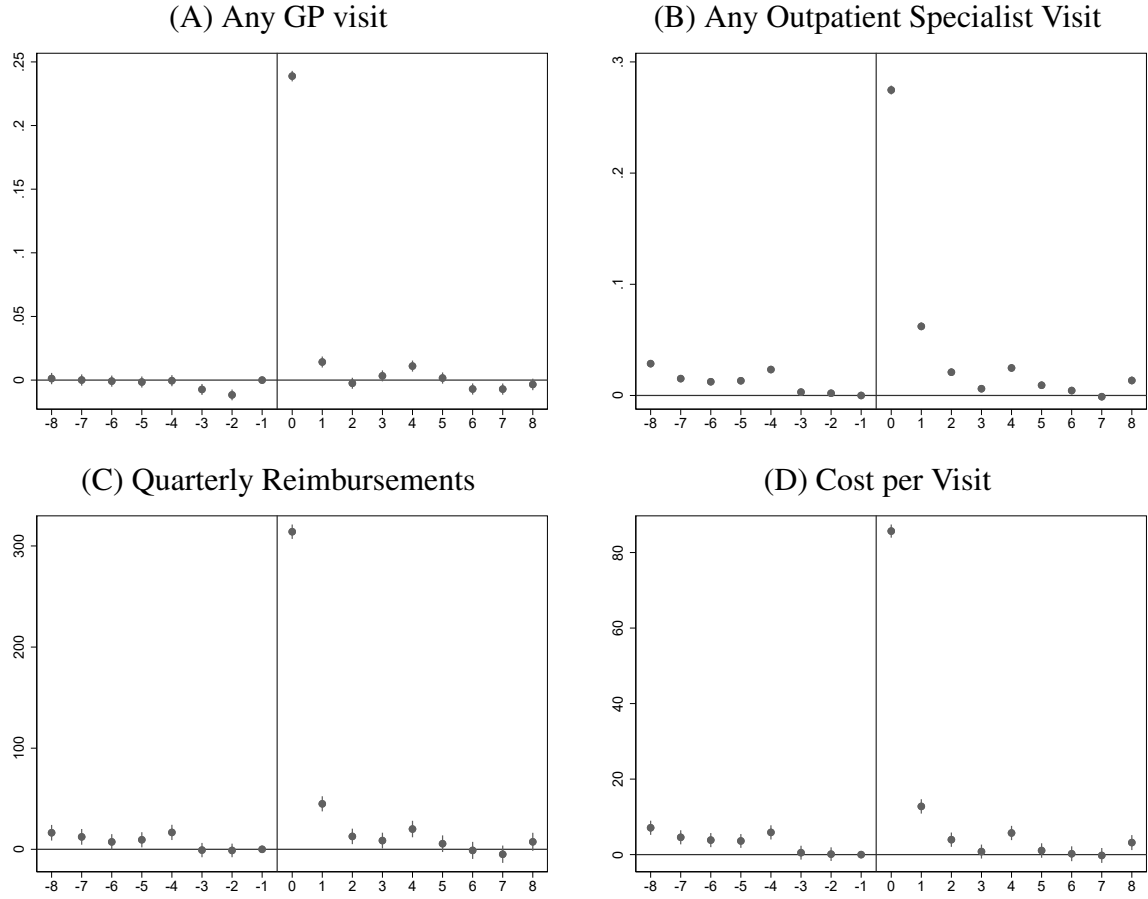 (A) Any GP visit
.25
.2
.15
.1
.05
0
-8 -7 -6 -5 -4 -3 -2 -1 0 1 2 3 4 5 6 7 8
(B) Any Outpatient Specialist Visit
.3
.2
.1
0
-8 -7 -6 -5 -4 -3 -2 -1 0 1 2 3 4 5 6 7 8
(C) Quarterly Reimbursements
300
200
100
0
-8 -7 -6 -5 -4 -3 -2 -1 0 1 2 3 4 5 6 7 8
(D) Cost per Visit
80
60
40
20
0
-8 -7 -6 -5 -4 -3 -2 -1 0 1 2 3 4 5 6 7 8